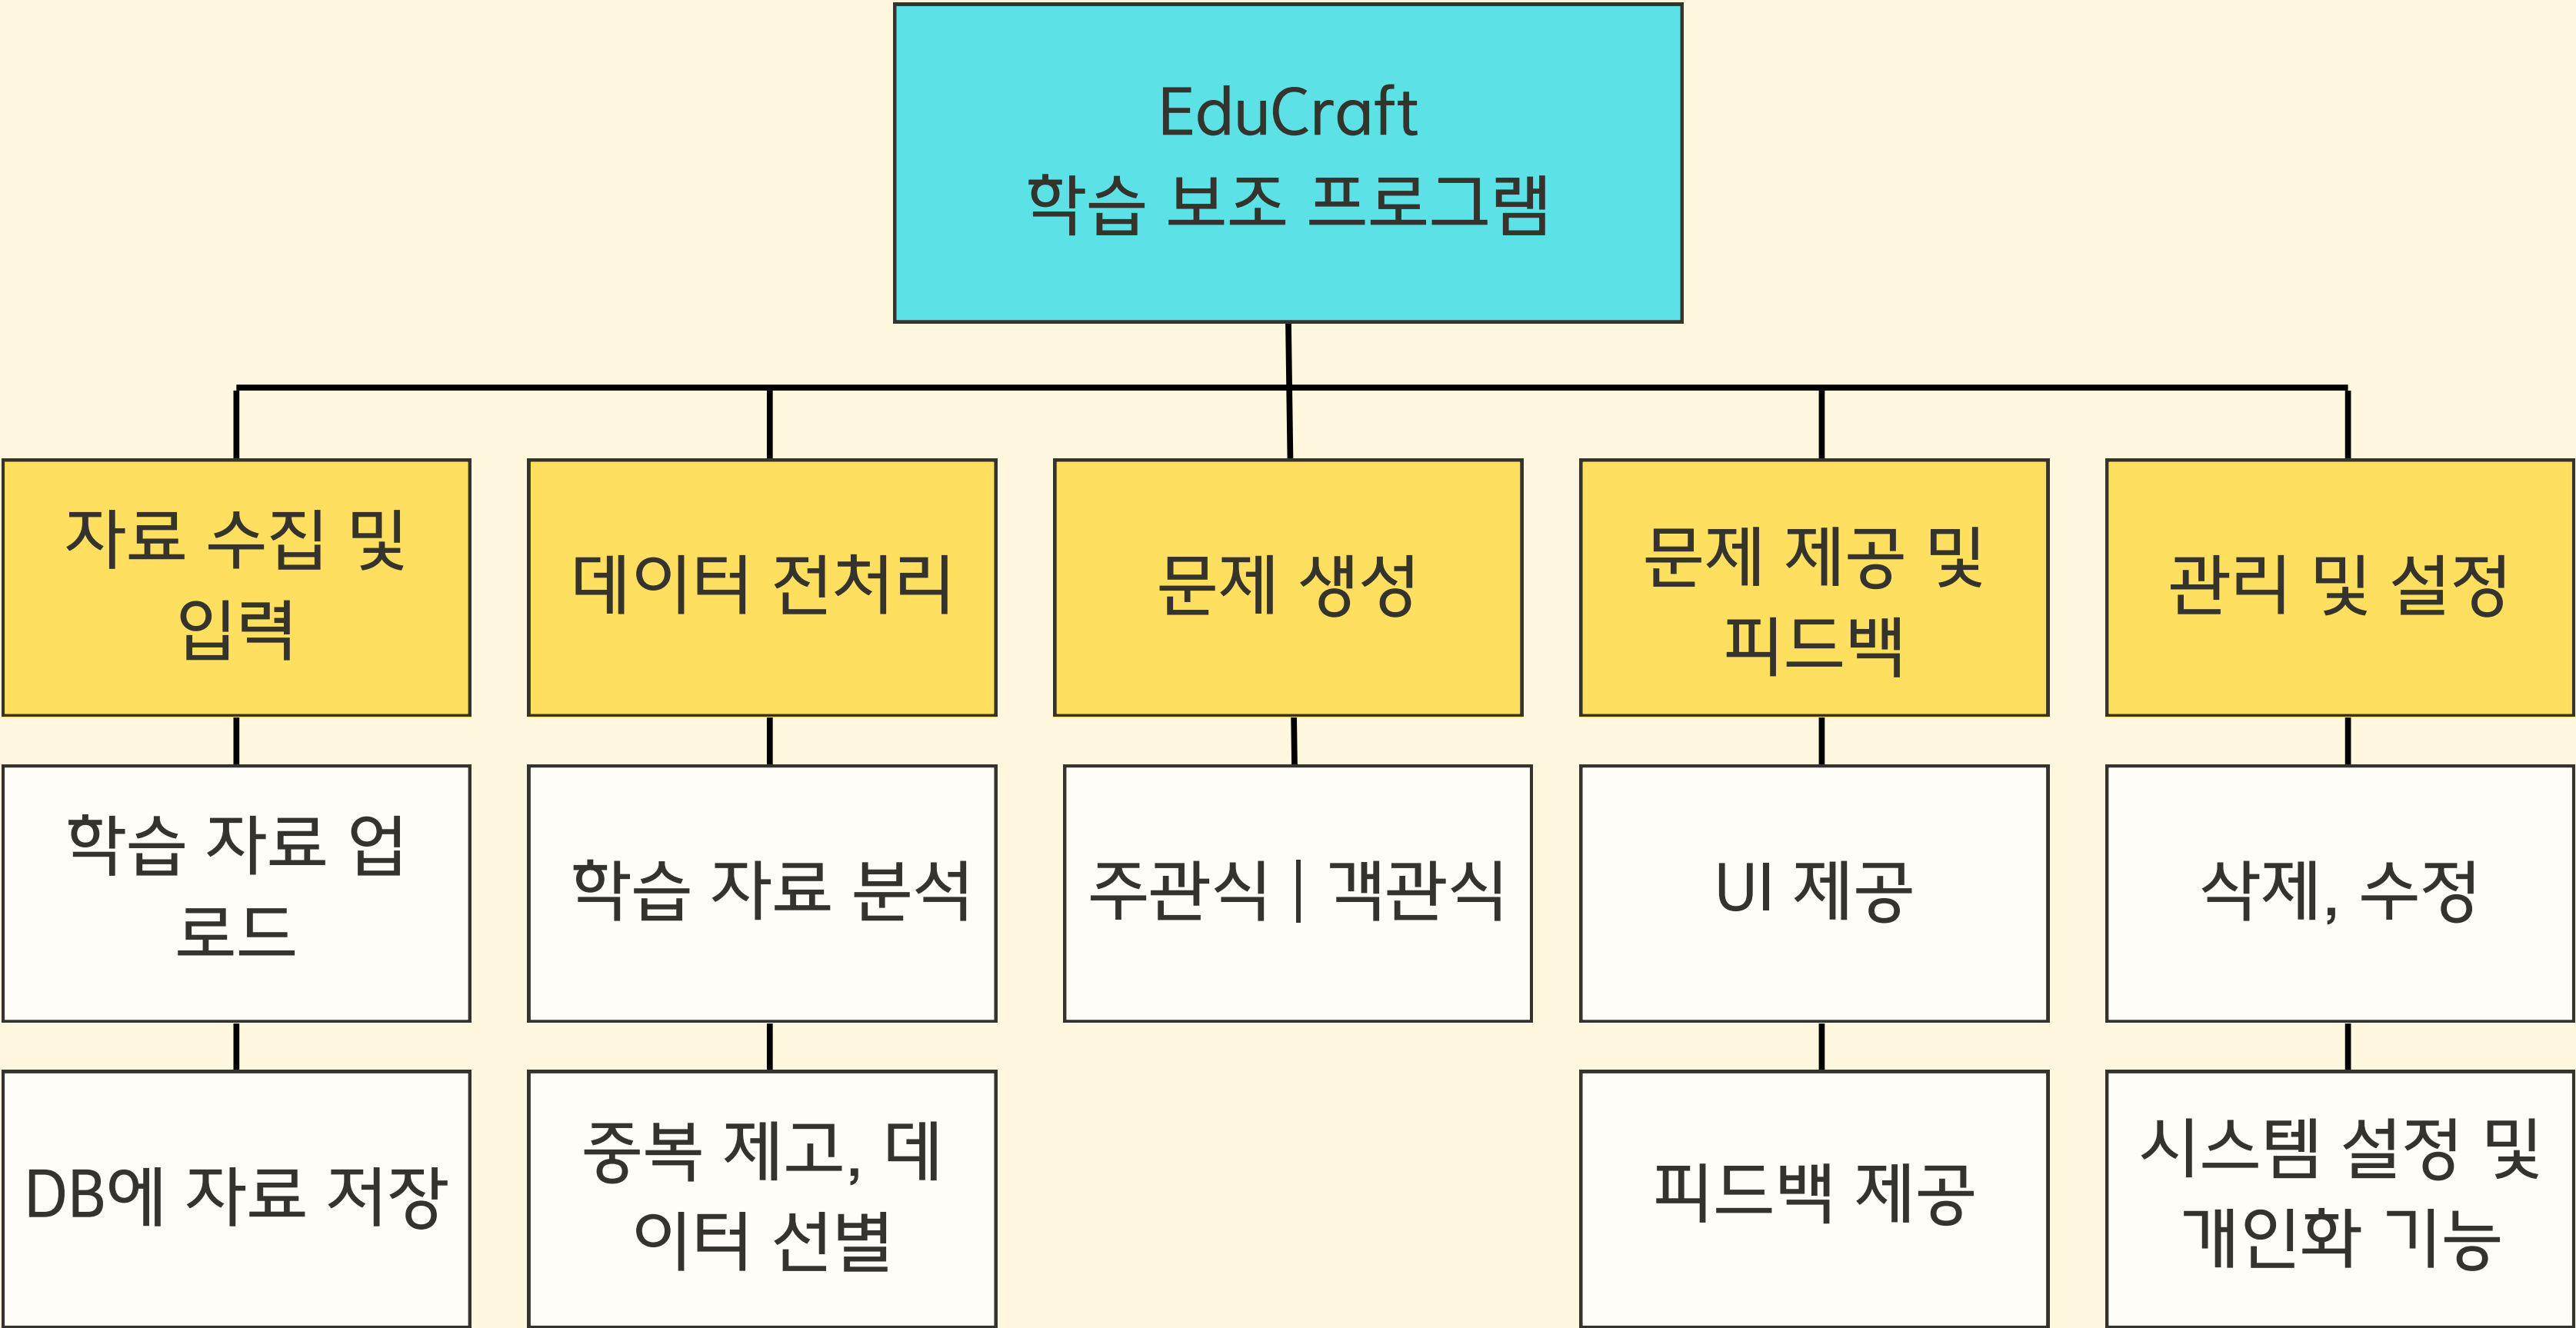 EduCraft
학습 보조 프로그램
자료 수집 및
입력
데이터 전처리
문제 생성
문제 제공 및
피드백
관리 및 설정
학습 자료 업
로드
학습 자료 분석
주관식 | 객관식
UI 제공
삭제, 수정
DB에 자료 저장
중복 제고, 데
이터 선별
피드백 제공
시스템 설정 및
개인화 기능